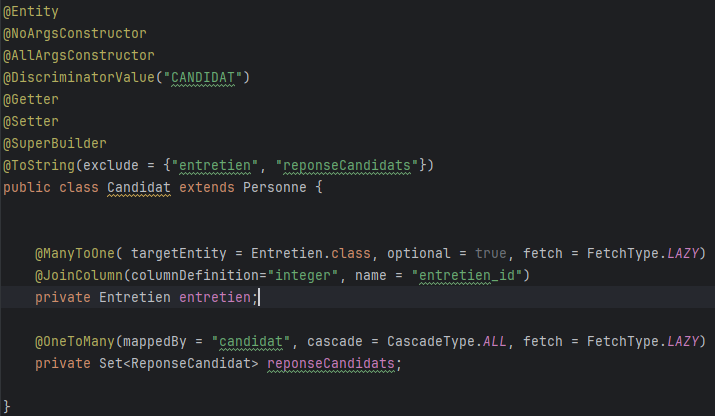 @Entity
@NoArgsConstructor
@AllArgsConstructor
@DiscriminatorValue("CANDIDAT")
@Getter
@Setter
@SuperBuilder
@ToString(exclude = {"entretien", "reponseCandidats"})
public class Candidat extends Personne {
@ManyToOne( targetEntity = Entretien.class, optional = true, fetch = FetchType.LAZY)
@JoinColumn(columnDefinition="integer", name = "entretien_id")
private Entretien entretien;
@OneToMany(mappedBy = "candidat", cascade = CascadeType.ALL, fetch = FetchType.LAZY)
private Set<ReponseCandidat> reponseCandidats;
}